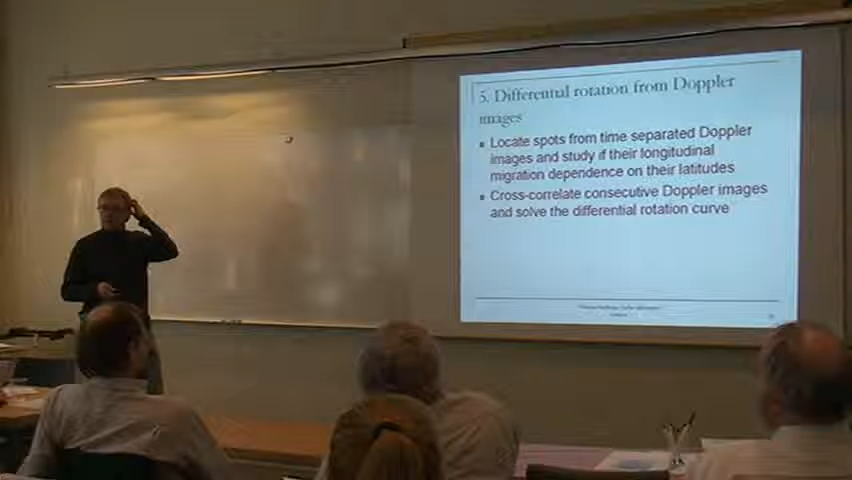 5. Differential rotation from Doppler
images
Locate spots from time separated Doppler
images and study if their longitudinal
migration dependence on their latitudes
Cross-correlate consecutive Doppler images
and solve the differential rotation curve